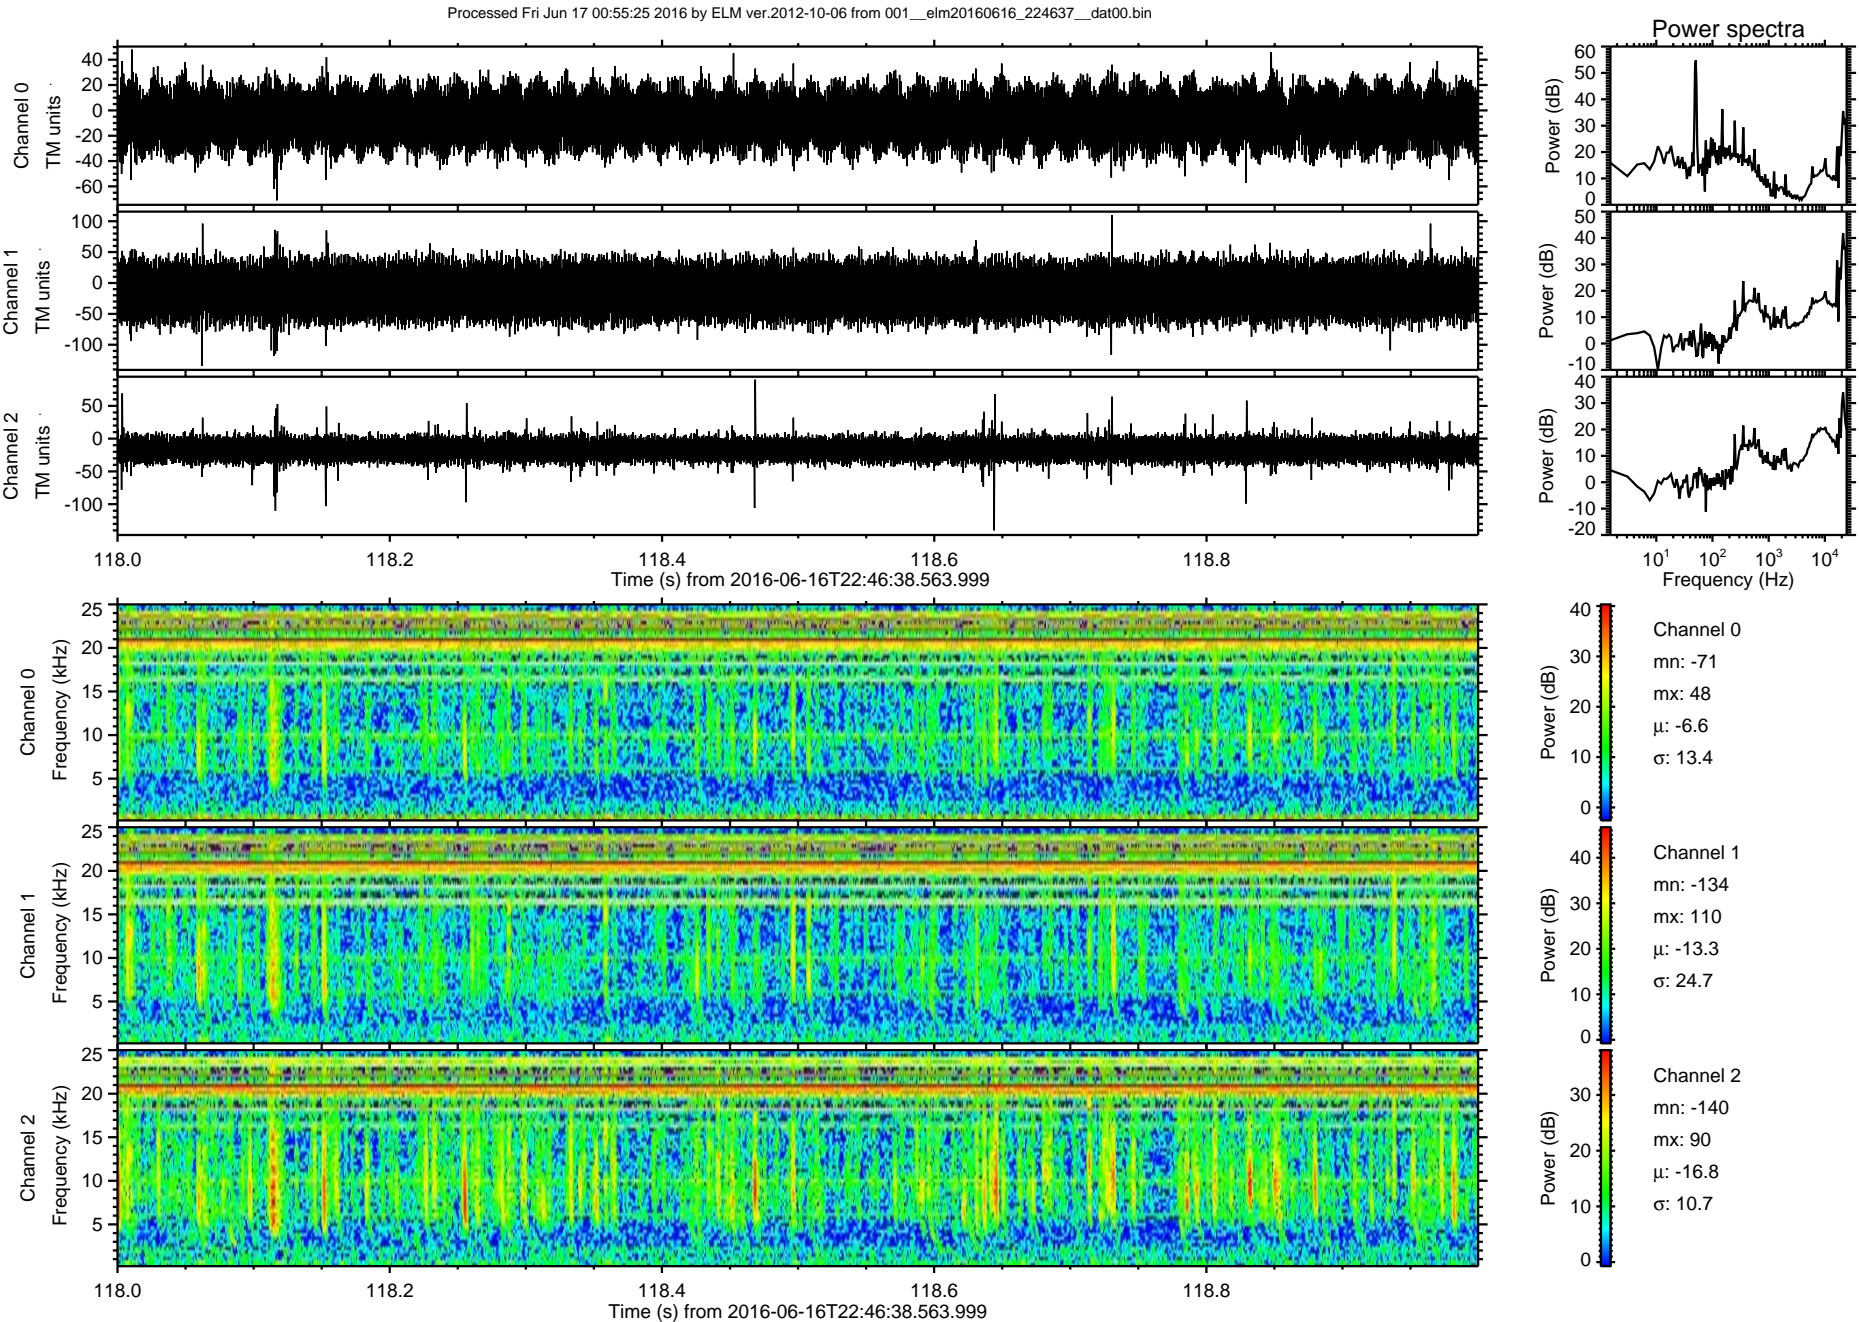 Processed Fri Jun 17 00:55:25 2016 by ELM ver.2012-10-06 from 001__elm20160616_224637__dat00.bin
Power spectra
Channel 0
TM units
40
20
0
-20
-40
-60
Power (dB)
60
50
40
30
20
10
0
Channel 1
TM units
100
50
0
-50
-100
Power (dB)
50
40
30
20
10
0
-10
Channel 2
TM units
50
0
-50
-100
Power (dB)
40
30
20
10
0
-10
-20
118.0 118.2 118.4 118.6 118.8
Time (s) from 2016-06-16T22:46:38.563.999
10¹ 10² 10³ 10⁴
Frequency (Hz)
Channel 0
Frequency (kHz)
25
20
15
10
5
Power (dB)
40
30
20
10
0
Channel 0
mn: -71
mx: 48
μ: -6.6
σ: 13.4
Channel 1
Frequency (kHz)
25
20
15
10
5
Power (dB)
40
30
20
10
0
Channel 1
mn: -134
mx: 110
μ: -13.3
σ: 24.7
Channel 2
Frequency (kHz)
25
20
15
10
5
Power (dB)
30
20
10
0
Channel 2
mn: -140
mx: 90
μ: -16.8
σ: 10.7
118.0 118.2 118.4 118.6 118.8
Time (s) from 2016-06-16T22:46:38.563.999